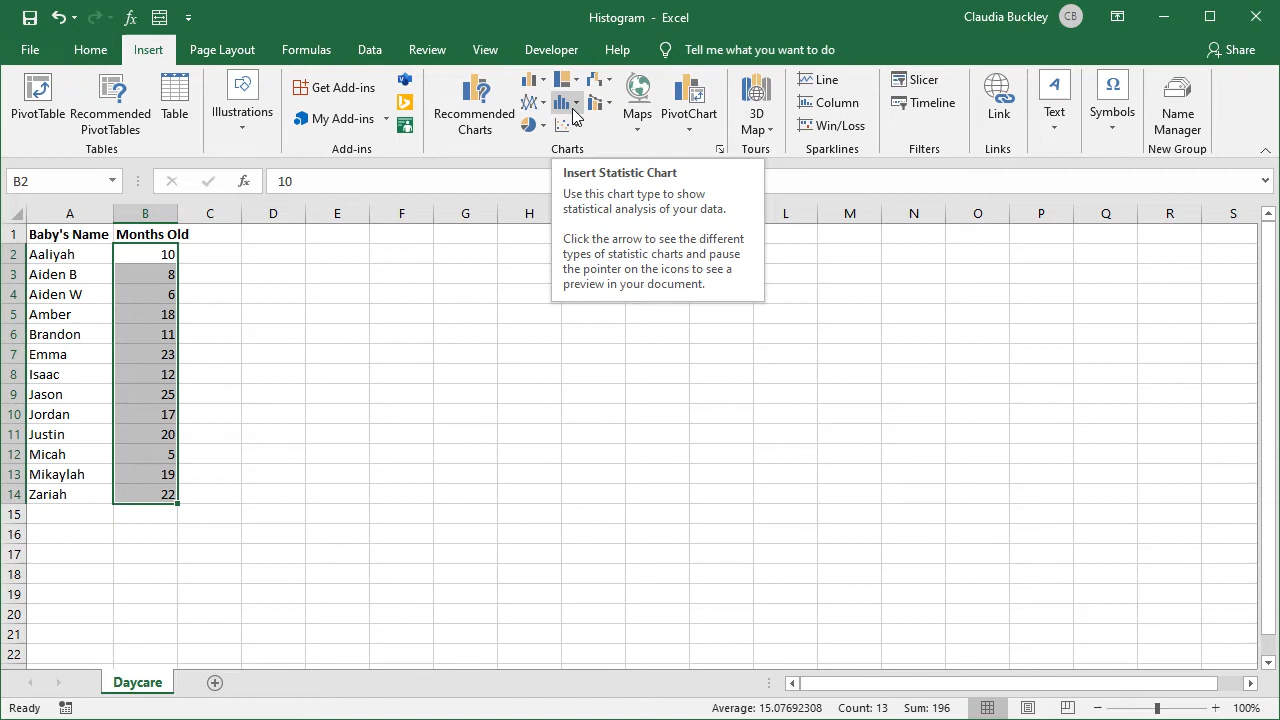 Histogram - Excel
Claudia Buckley
CB
File Home Insert Page Layout Formulas Data Review View Developer Help Tell me what you want to do Share
PivotTable
Recommended
PivotTables
Table
Tables
Illustrations
Get Add-ins
My Add-ins
Add-ins
Recommended
Charts
Maps
PivotChart
Charts
3D
Map
Tours
Line
Column
Win/Loss
Sparklines
Slicer
Timeline
Filters
Link
Links
Text
Symbols
Name
Manager
New Group
B2
fx
10
Insert Statistic Chart
Use this chart type to show
statistical analysis of your data.
Click the arrow to see the different
types of statistic charts and pause
the pointer on the icons to see a
preview in your document.
A B C D E F G H L M N O P Q R S
1 Baby's Name Months Old
2 Aaliyah 10
3 Aiden B 8
4 Aiden W 6
5 Amber 18
6 Brandon 11
7 Emma 23
8 Isaac 12
9 Jason 25
10 Jordan 17
11 Justin 20
12 Micah 5
13 Mikaylah 19
14 Zariah 22
15
16
17
18
19
20
21
22
Daycare
Ready
Average: 15.07692308 Count: 13 Sum: 196
100%